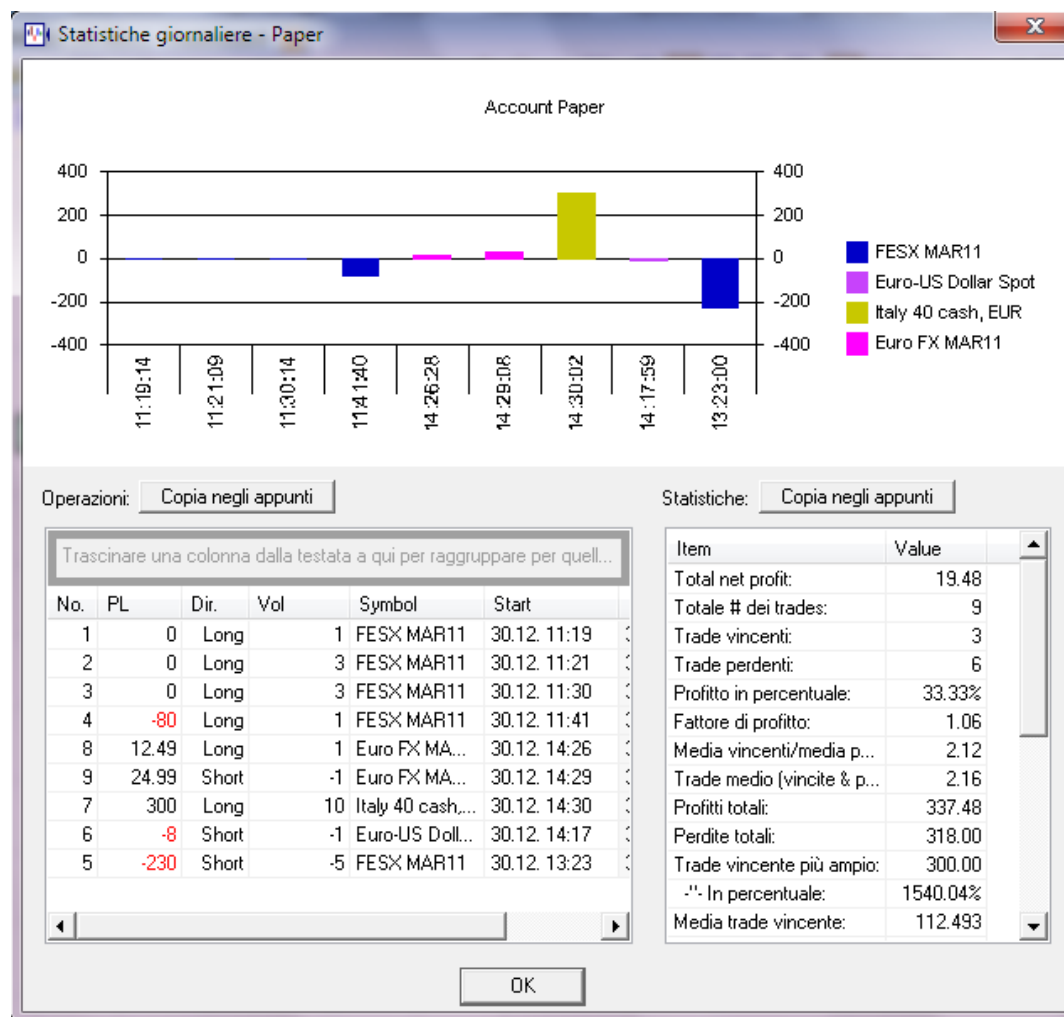 Statistiche giornaliere - Paper
X
Account Paper
400 400
200 200
0 0
-200 -200
-400 -400
FESX MAR11
Euro-US Dollar Spot
Italy 40 cash, EUR
Euro FX MAR11
11:19:14 11:21:09 11:30:14 11:41:40 14:26:28 14:29:08 14:30:02 14:17:59 13:23:00
Operazioni: Copia negli appunti
Trascinare una colonna dalla testata a qui per raggruppare per quell...
No. PL Dir. Vol Symbol Start
1 0 Long 1 FESX MAR11 30.12. 11:19
2 0 Long 3 FESX MAR11 30.12. 11:21
3 0 Long 3 FESX MAR11 30.12. 11:30
4 -80 Long 1 FESX MAR11 30.12. 11:41
8 12.49 Long 1 Euro FX MA... 30.12. 14:26
9 24.99 Short -1 Euro FX MA... 30.12. 14:29
7 300 Long 10 Italy 40 cash,... 30.12. 14:30
6 -8 Short -1 Euro-US Doll... 30.12. 14:17
5 -230 Short -5 FESX MAR11 30.12. 13:23
Statistiche: Copia negli appunti
Item Value
Total net profit: 19.48
Totale # dei trades: 9
Trade vincenti: 3
Trade perdenti: 6
Profitto in percentuale: 33.33%
Fattore di profitto: 1.06
Media vincenti/media p... 2.12
Trade medio (vincite & p... 2.16
Profitti totali: 337.48
Perdite totali: 318.00
Trade vincente più ampio: 300.00
-"- In percentuale: 1540.04%
Media trade vincente: 112.493
OK